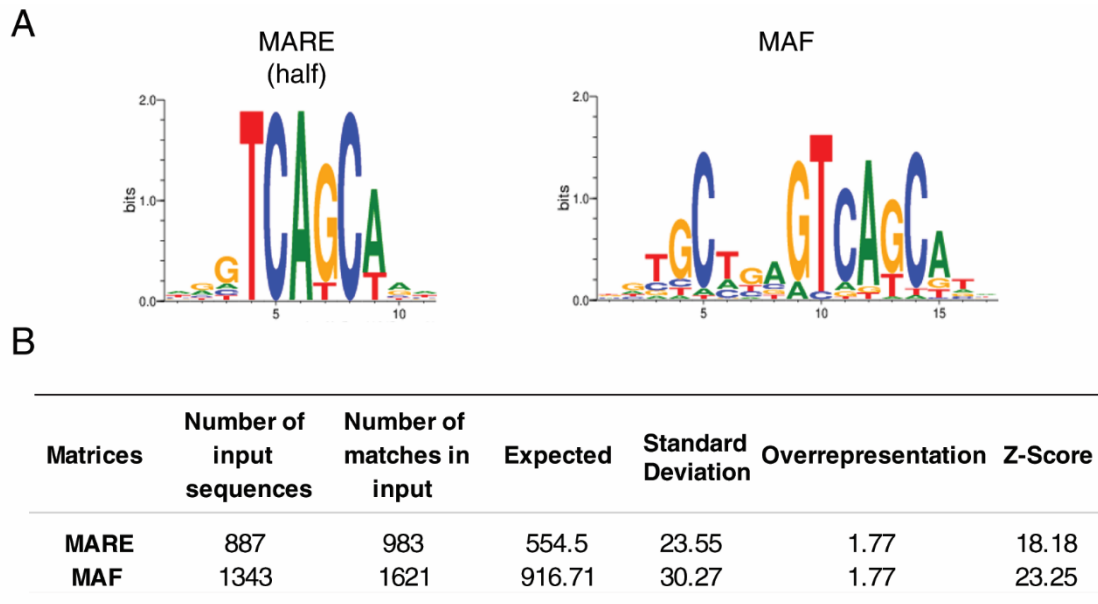 A
MARE
(half)
MAF
2.0
bits
1.0
0.0
5
10
2.0
bits
1.0
0.0
5
10
15
TCAGCA
TGCTGAGTCAGCA
B
Matrices Number of input sequences Number of matches in input Expected Standard Deviation Overrepresentation Z-Score
MARE 887 983 554.5 23.55 1.77 18.18
MAF 1343 1621 916.71 30.27 1.77 23.25